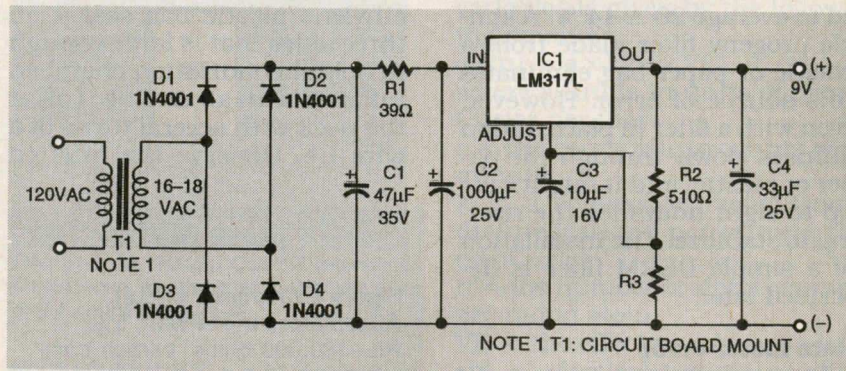 D1
1N4001
D2
1N4001
R1
39Ω
IN
IC1
LM317L
OUT
ADJUST
(+)
9V
120VAC
16–18
VAC
T1
NOTE 1
+
C1
47µF
35V
+
C2
1000µF
25V
+
C3
10µF
16V
R2
510Ω
+
C4
33µF
25V
D3
1N4001
D4
1N4001
R3
(–)
NOTE 1 T1: CIRCUIT BOARD MOUNT